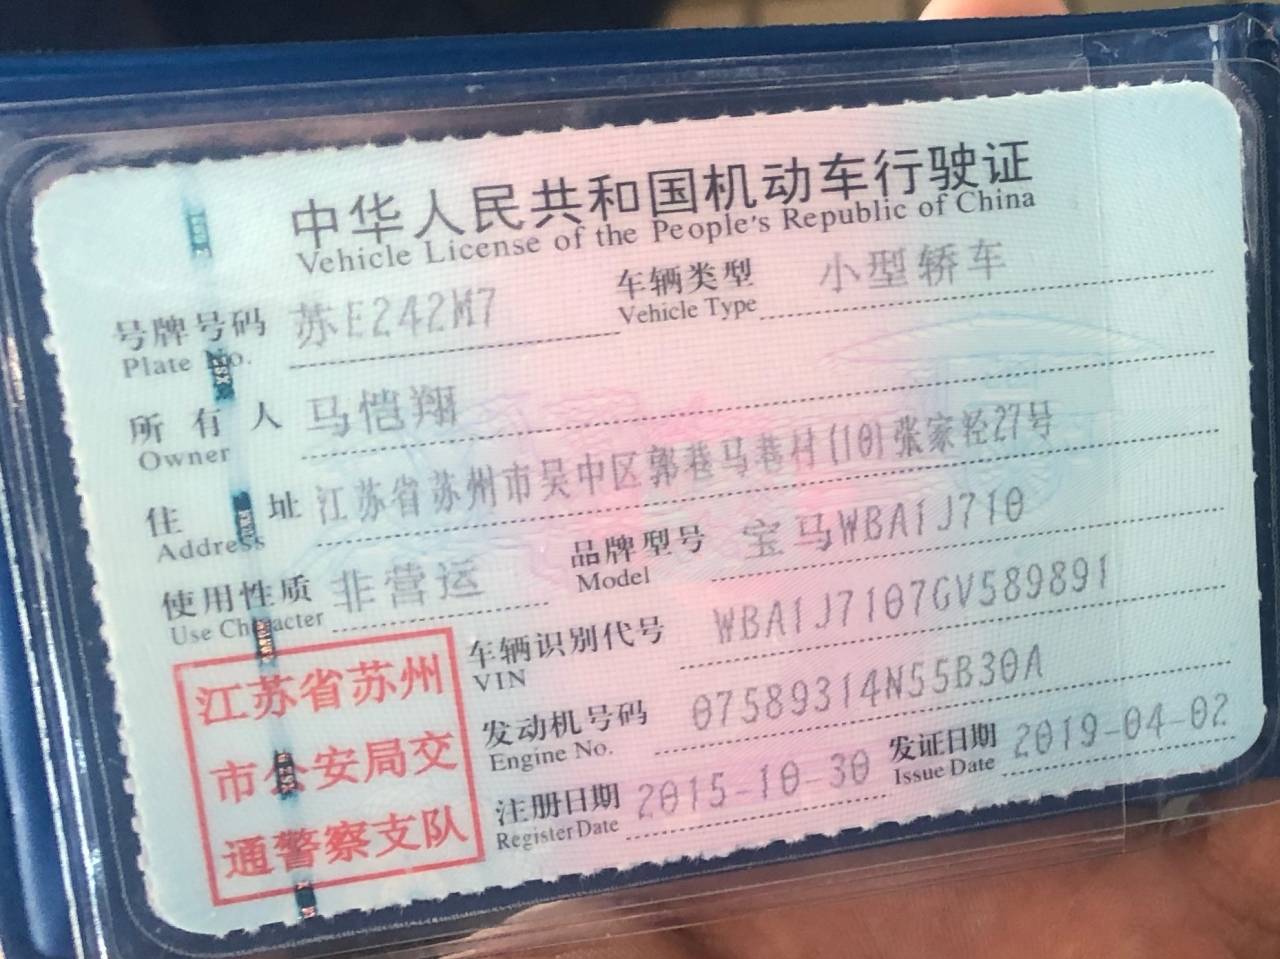 中华人民共和国机动车行驶证
Vehicle License of the People's Republic of China
号牌号码 苏E242M7 车辆类型 小型轿车
Plate No. Vehicle Type
所有人 马恺翔
Owner
住址 江苏省苏州市吴中区郭巷马巷村(10)张家泾27号
Address
使用性质 非营运 品牌型号 宝马WBA1J710
Use Character Model
车辆识别代号 WBA1J7107GV589891
VIN
发动机号码 07589314N55B30A
Engine No.
注册日期 2015-10-30 发证日期 2019-04-02
Register Date Issue Date
江苏省苏州
市公安局交
通警察支队